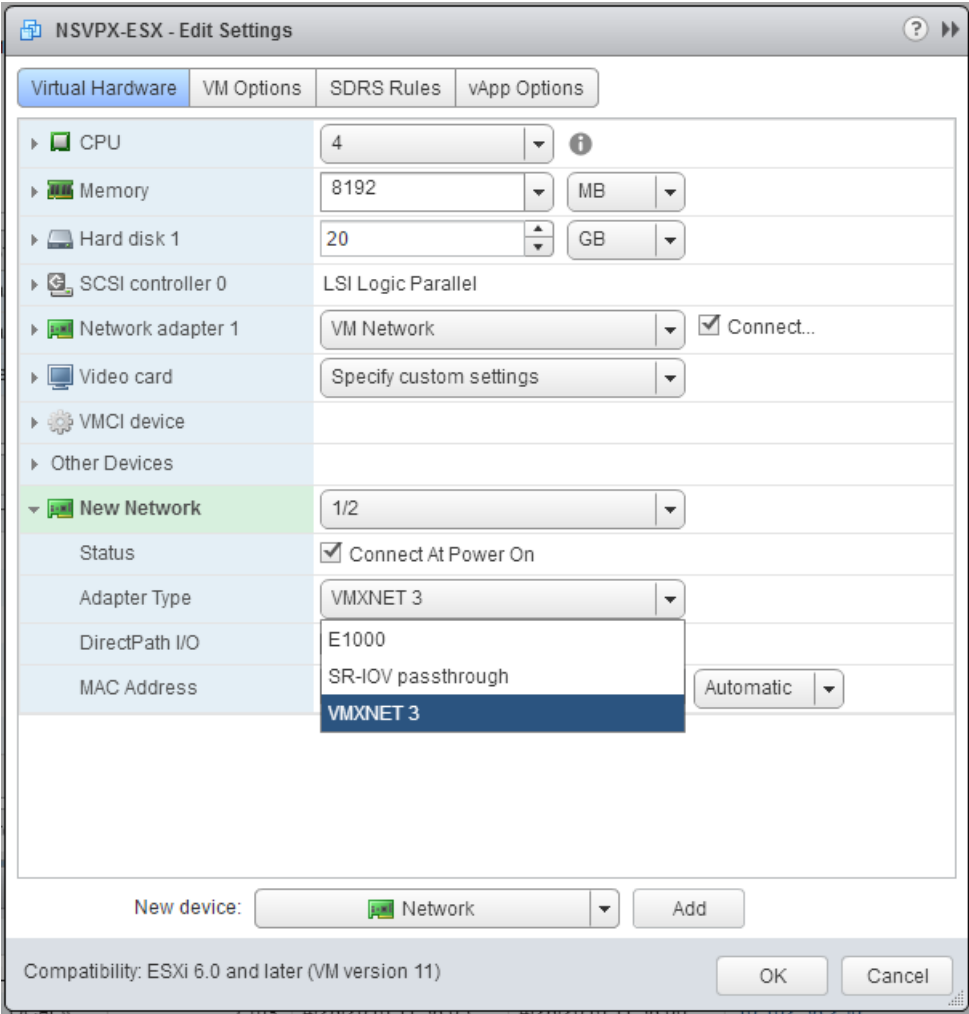 NSVPX-ESX - Edit Settings ?
Virtual Hardware VM Options SDRS Rules vApp Options
CPU 4
Memory 8192 MB
Hard disk 1 20 GB
SCSI controller 0 LSI Logic Parallel
Network adapter 1 VM Network Connect...
Video card Specify custom settings
VMCI device
Other Devices
New Network 1/2
Status Connect At Power On
Adapter Type VMXNET 3
DirectPath I/O E1000
SR-IOV passthrough
MAC Address Automatic
VMXNET 3
New device: Network Add
Compatibility: ESXi 6.0 and later (VM version 11) OK Cancel